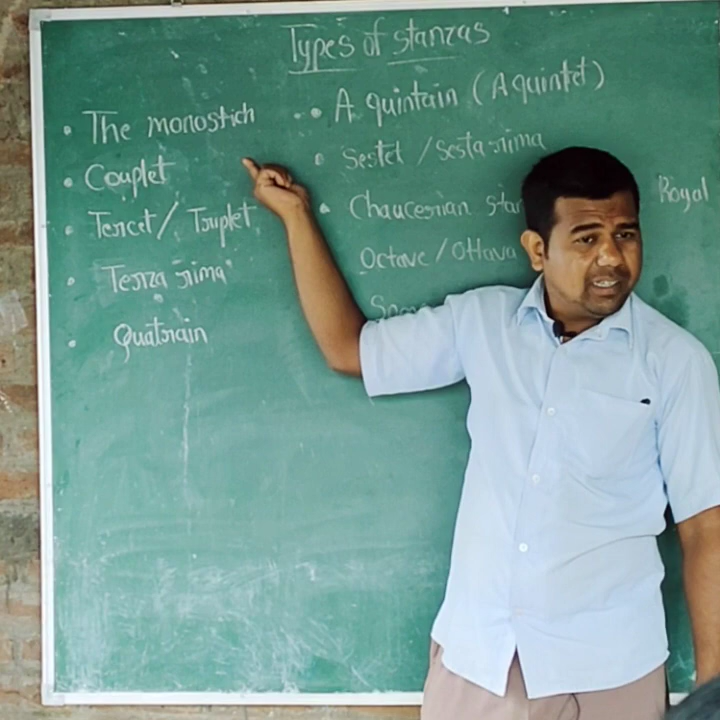 Types of stanzas
• The monostich
• Couplet
• Tercet / Triplet
• Terza rima
• Quatrain
• A quintain (A quintet)
• Sestet / Sesta rima
• Chaucerian Royal
Octave / Ottava